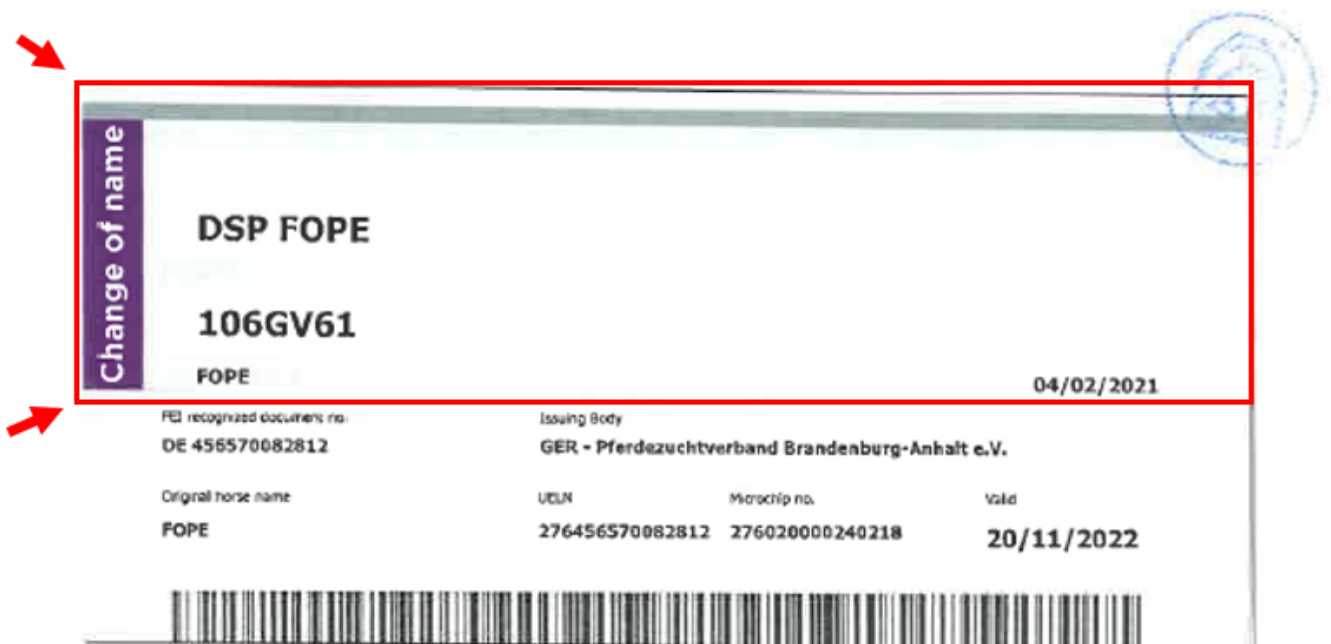 Change of name
DSP FOPE
106GV61
FOPE 04/02/2021
FEI recognized document no. Issuing Body
DE 456570082812 GER - Pferdezuchtverband Brandenburg-Anhalt e.V.
Original horse name UELN Microchip no. Valid
FOPE 276456570082812 276020000240218 20/11/2022